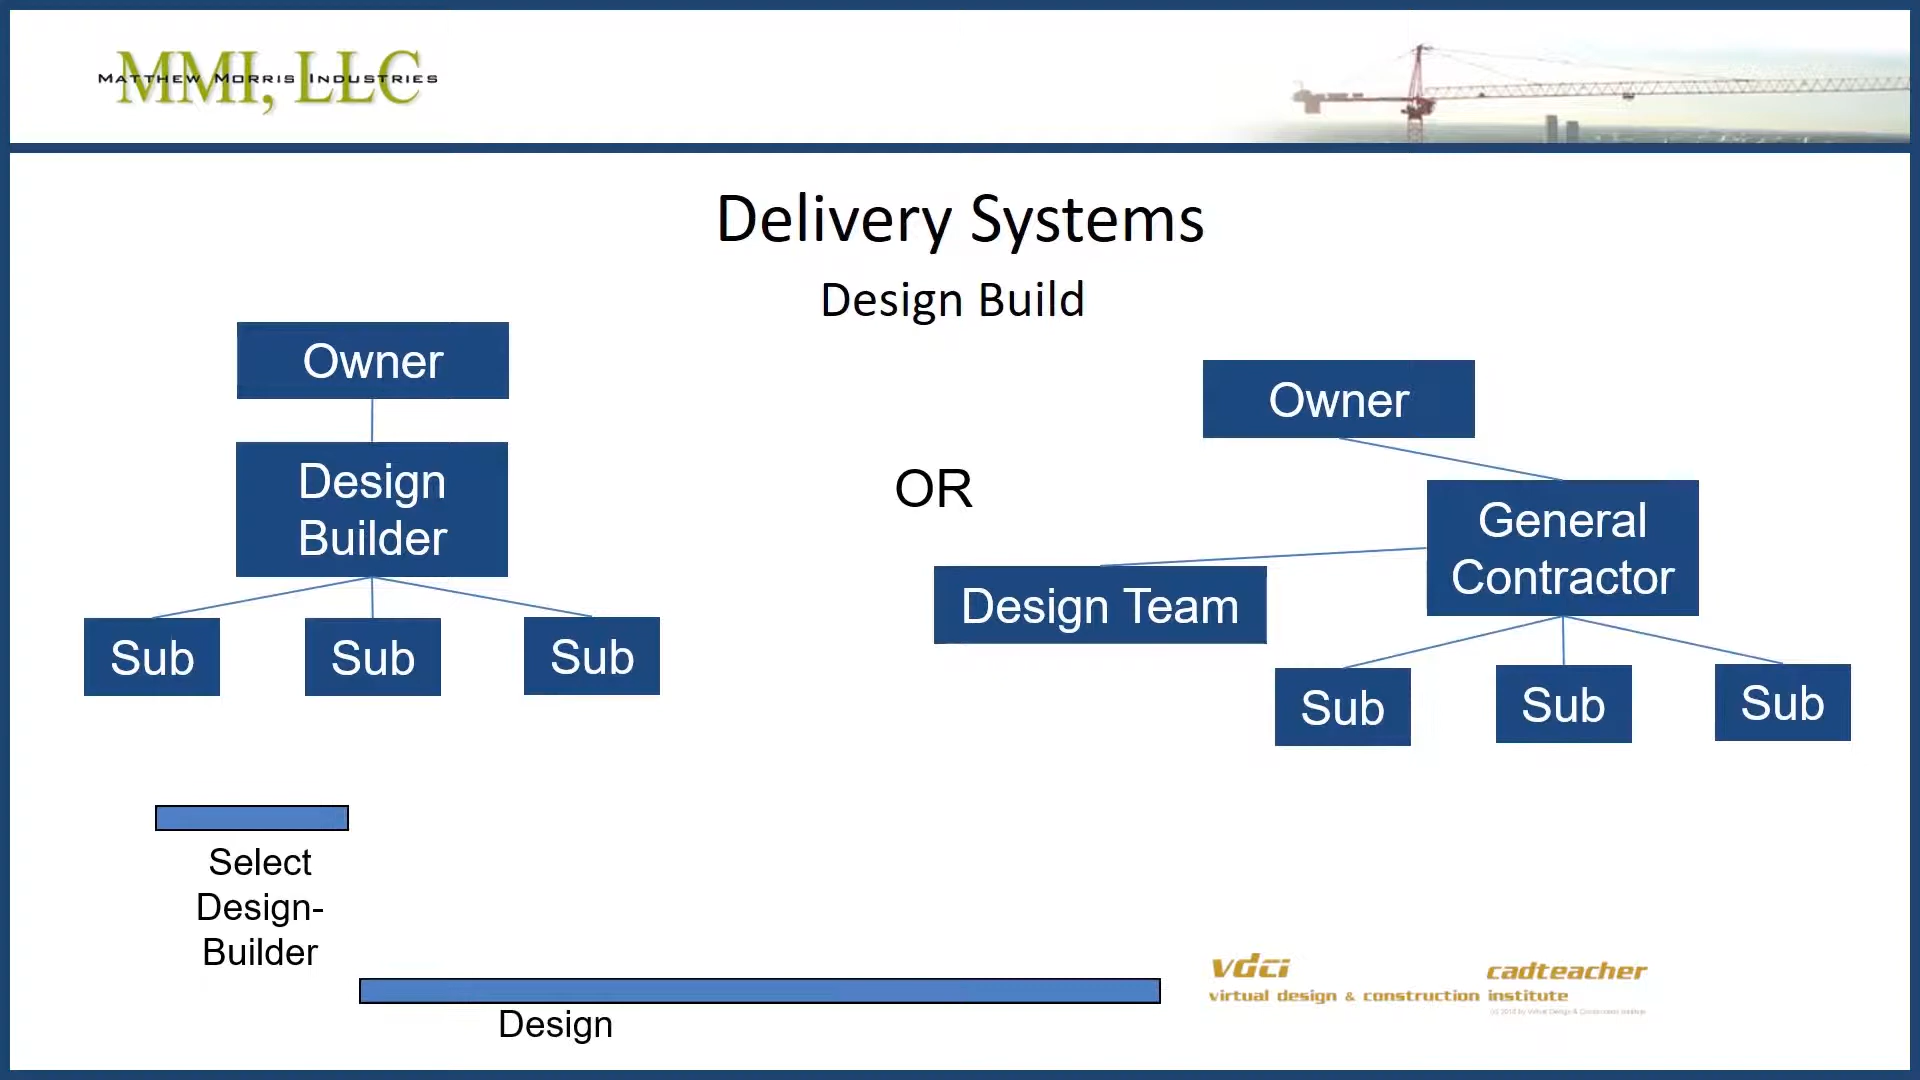 MMI, LLC
MATTHEW MORRIS INDUSTRIES
Delivery Systems
Design Build
Owner
Design
Builder
Sub
Sub
Sub
OR
Owner
General
Contractor
Design Team
Sub
Sub
Sub
Select
Design-
Builder
Design
vdci
cadteacher
virtual design & construction institute